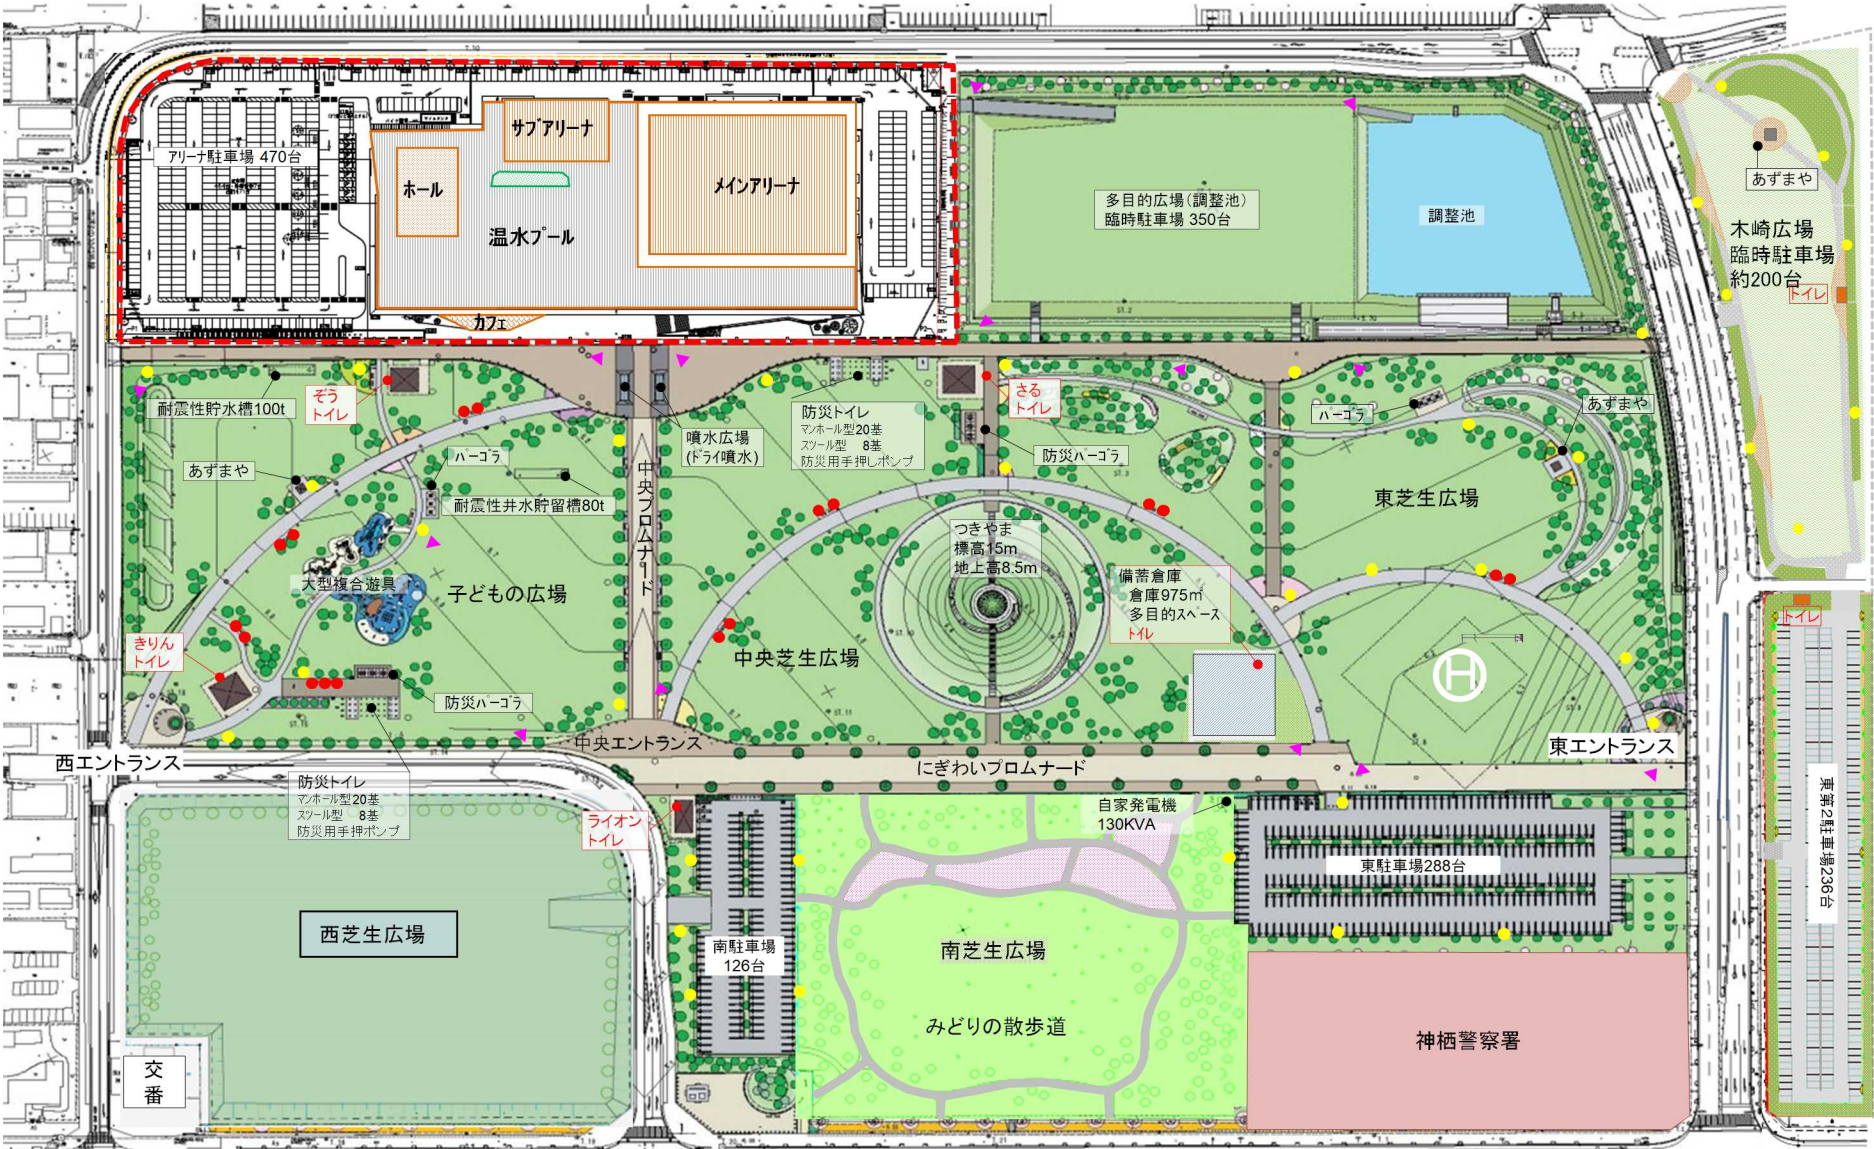 アリーナ駐車場 470台
サブアリーナ
ホール
メインアリーナ
温水プール
カフェ
多目的広場(調整池)
臨時駐車場 350台
調整池
あずまや
木崎広場
臨時駐車場
約200台
トイレ
耐震性貯水槽100t
ぞう
トイレ
噴水広場
(ドライ噴水)
防災トイレ
マンホール型20基
スツール型 8基
防災用手押しポンプ
さる
トイレ
防災パーゴラ
パーゴラ
あずまや
あずまや
パーゴラ
耐震性井水貯留槽80t
中央プロムナード
東芝生広場
つきやま
標高15m
地上高8.5m
大型複合遊具
子どもの広場
備蓄倉庫
倉庫975㎡
多目的スペース
トイレ
トイレ
きりん
トイレ
中央芝生広場
H
防災パーゴラ
中央エントランス
西エントランス
東エントランス
にぎわいプロムナード
防災トイレ
マンホール型20基
スツール型 8基
防災用手押ポンプ
ライオン
トイレ
自家発電機
130KVA
東駐車場288台
東第2駐車場236台
西芝生広場
南駐車場
126台
南芝生広場
みどりの散歩道
神栖警察署
交
番